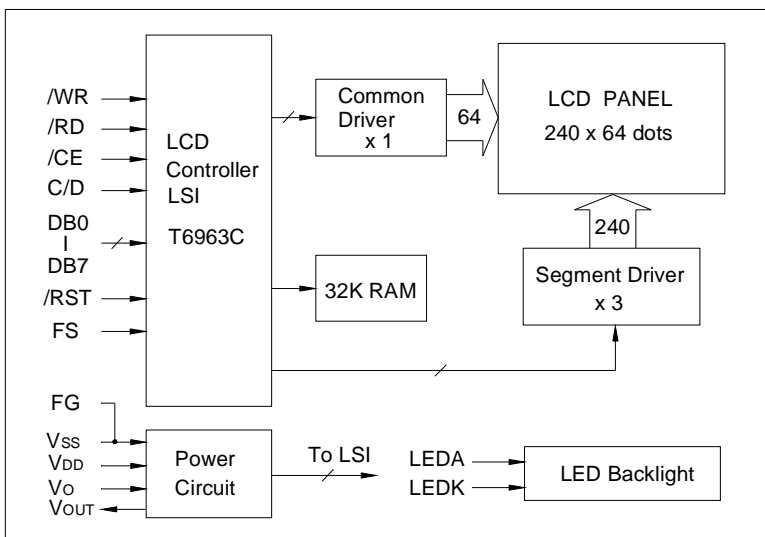 /WR
/RD
/CE
C/D
DB0
DB7
/RST
FS
FG
VSS
VDD
VO
VOUT
LCD
Controller
LSI
T6963C
Common
Driver
x 1
64
LCD PANEL
240 x 64 dots
240
32K RAM
Segment Driver
x 3
Power
Circuit
To LSI
LEDA
LEDK
LED Backlight